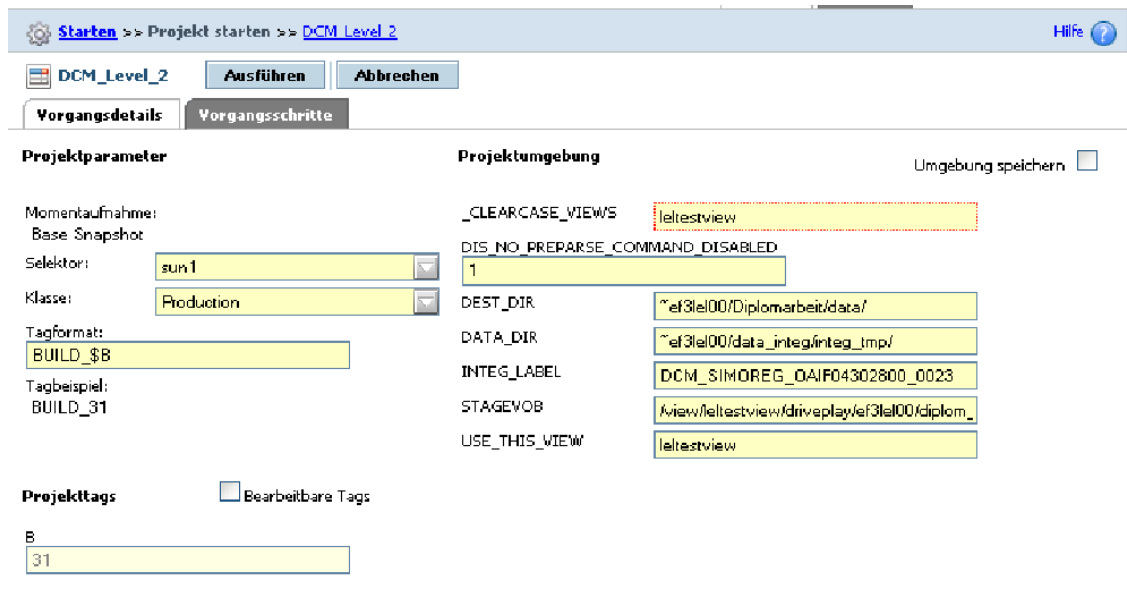 Starten >> Projekt starten >> DCM_Level_2
Hilfe ?
DCM_Level_2 Ausführen Abbrechen
Vorgangsdetails Vorgangsschritte
Projektparameter
Momentaufnahme:
Base Snapshot
Selektor: sun1
Klasse: Production
Tagformat:
BUILD_$B
Tagbeispiel:
BUILD_31
Projektumgebung
Umgebung speichern
_CLEARCASE_VIEWS leltestview
DIS_NO_PREPARSE_COMMAND_DISABLED
1
DEST_DIR ~ef3lel00/Diplomarbeit/data/
DATA_DIR ~ef3lel00/data_integ/integ_tmp/
INTEG_LABEL DCM_SIMOREG_OAIF04302800_0023
STAGEVOB /view/leltestview/driveplay/ef3lel00/diplom_
USE_THIS_VIEW leltestview
Projekttags Bearbeitbare Tags
B
31